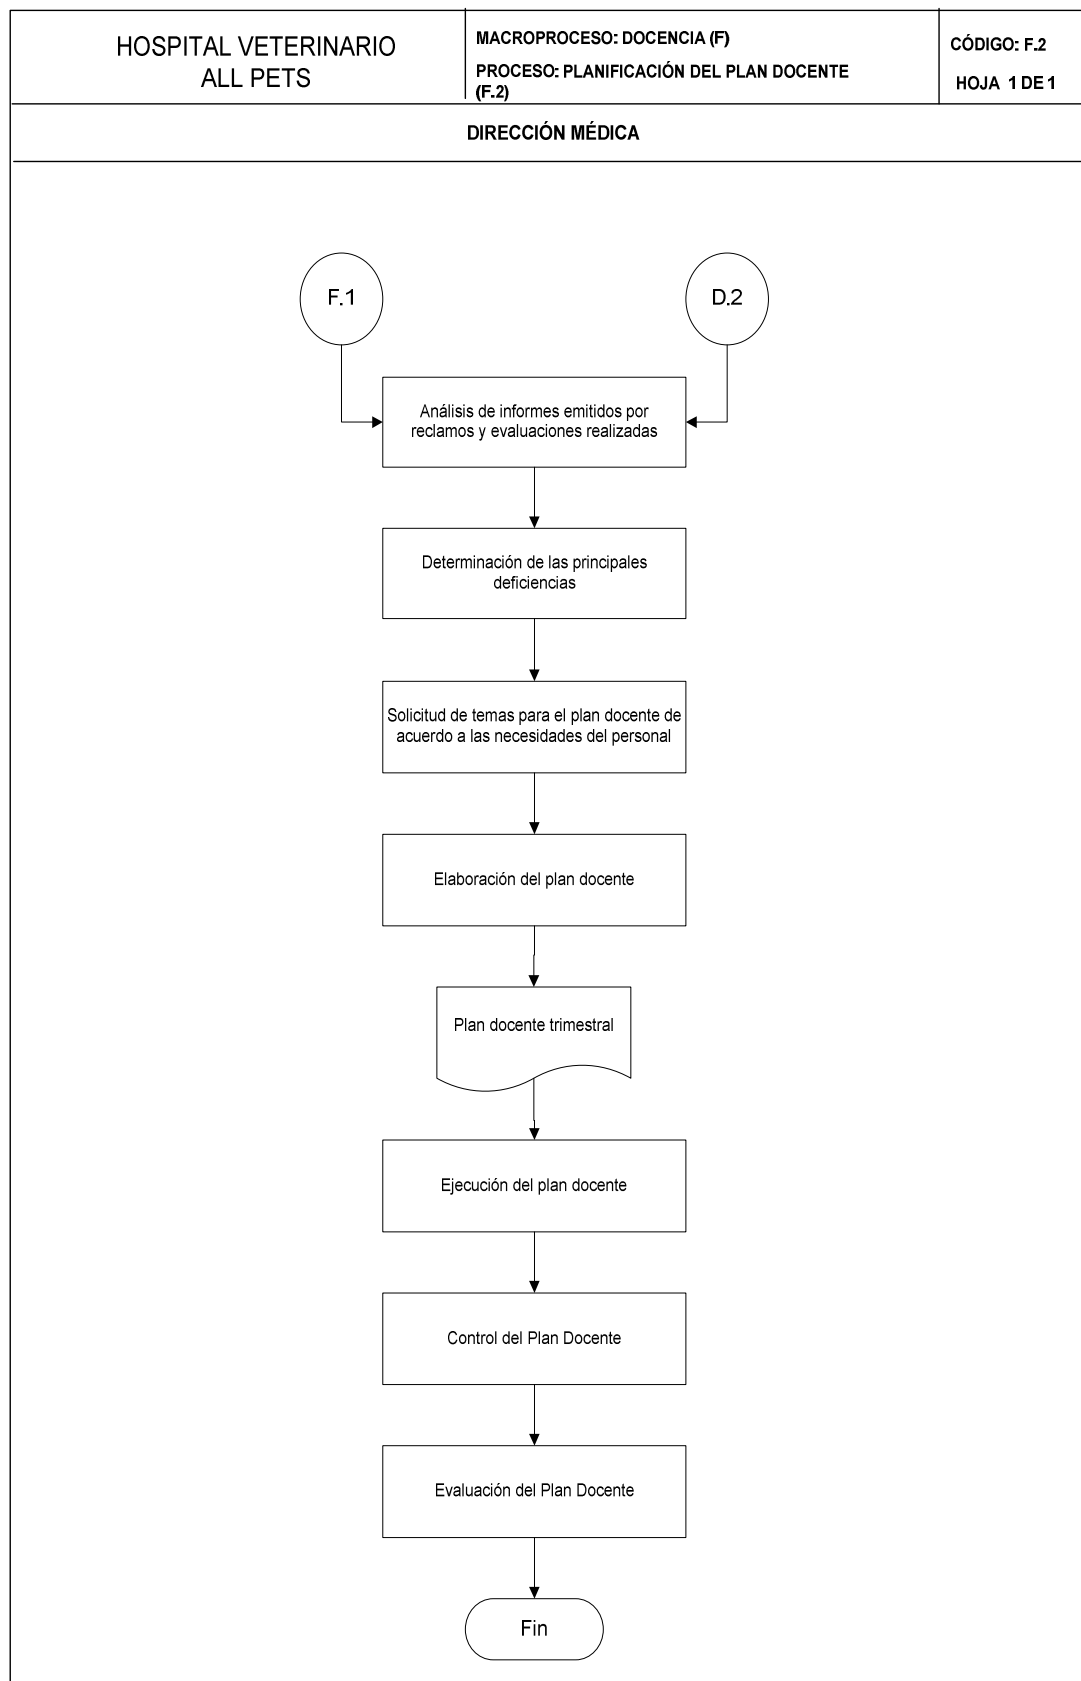 HOSPITAL VETERINARIO
ALL PETS
MACROPROCESO: DOCENCIA (F)
PROCESO: PLANIFICACIÓN DEL PLAN DOCENTE
(F.2)
CÓDIGO: F.2
HOJA 1 DE 1
DIRECCIÓN MÉDICA
F.1
D.2
Análisis de informes emitidos por
reclamos y evaluaciones realizadas
Determinación de las principales
deficiencias
Solicitud de temas para el plan docente de
acuerdo a las necesidades del personal
Elaboración del plan docente
Plan docente trimestral
Ejecución del plan docente
Control del Plan Docente
Evaluación del Plan Docente
Fin